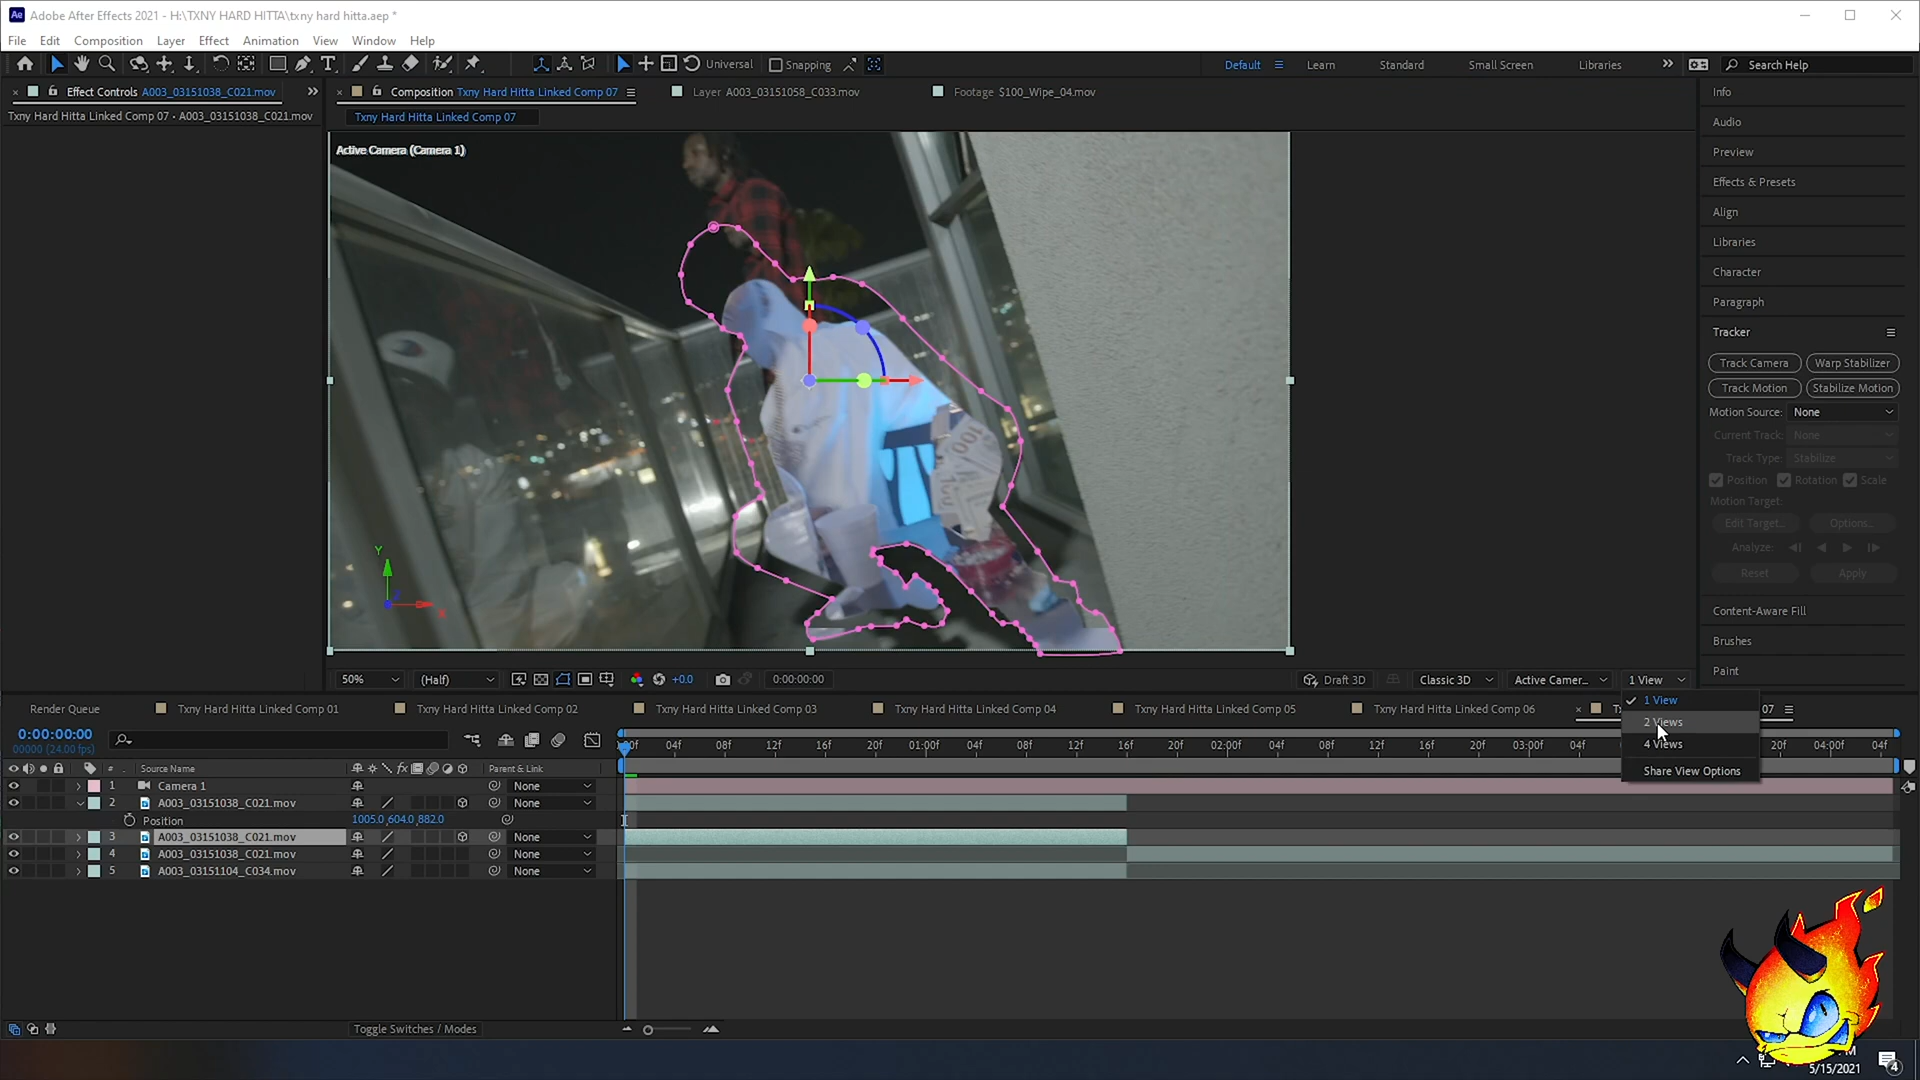 Adobe After Effects 2021 - H:\TXNY HARD HITTA\txny hard hitta.aep *
File Edit Composition Layer Effect Animation View Window Help
Universal Snapping Default Learn Standard Small Screen Libraries Search Help
Effect Controls A003_03151038_C021.mov Composition Txny Hard Hitta Linked Comp 07 Layer A003_03151058_C033.mov Footage $100_Wipe_04.mov
Txny Hard Hitta Linked Comp 07 • A003_03151038_C021.mov
Txny Hard Hitta Linked Comp 07
Active Camera (Camera 1)
Info
Audio
Preview
Effects & Presets
Align
Libraries
Character
Paragraph
Tracker
Track Camera Warp Stabilizer
Track Motion Stabilize Motion
Motion Source: None
Current Track: None
Track Type: Stabilize
Position Rotation Scale
Motion Target:
Edit Target... Options...
Analyze:
Reset Apply
Content-Aware Fill
Brushes
Paint
100
100
Y
Z
X
50% (Half) +0.0 0:00:00:00 Draft 3D Classic 3D Active Camer... 1 View
1 View
2 Views
4 Views
Share View Options
Render Queue Txny Hard Hitta Linked Comp 01 Txny Hard Hitta Linked Comp 02 Txny Hard Hitta Linked Comp 03 Txny Hard Hitta Linked Comp 04 Txny Hard Hitta Linked Comp 05 Txny Hard Hitta Linked Comp 06 07
0:00:00:00
00000 (24.00 fps)
04f 08f 12f 16f 20f 01:00f 04f 08f 12f 16f 20f 02:00f 04f 08f 12f 16f 20f 03:00f 04f 20f 04:00f 04f
# Source Name fx Parent & Link
1 Camera 1 None
2 A003_03151038_C021.mov None
Position 1005.0,604.0,882.0
3 A003_03151038_C021.mov None
4 A003_03151038_C021.mov None
5 A003_03151104_C034.mov None
Toggle Switches / Modes
5/15/2021
4